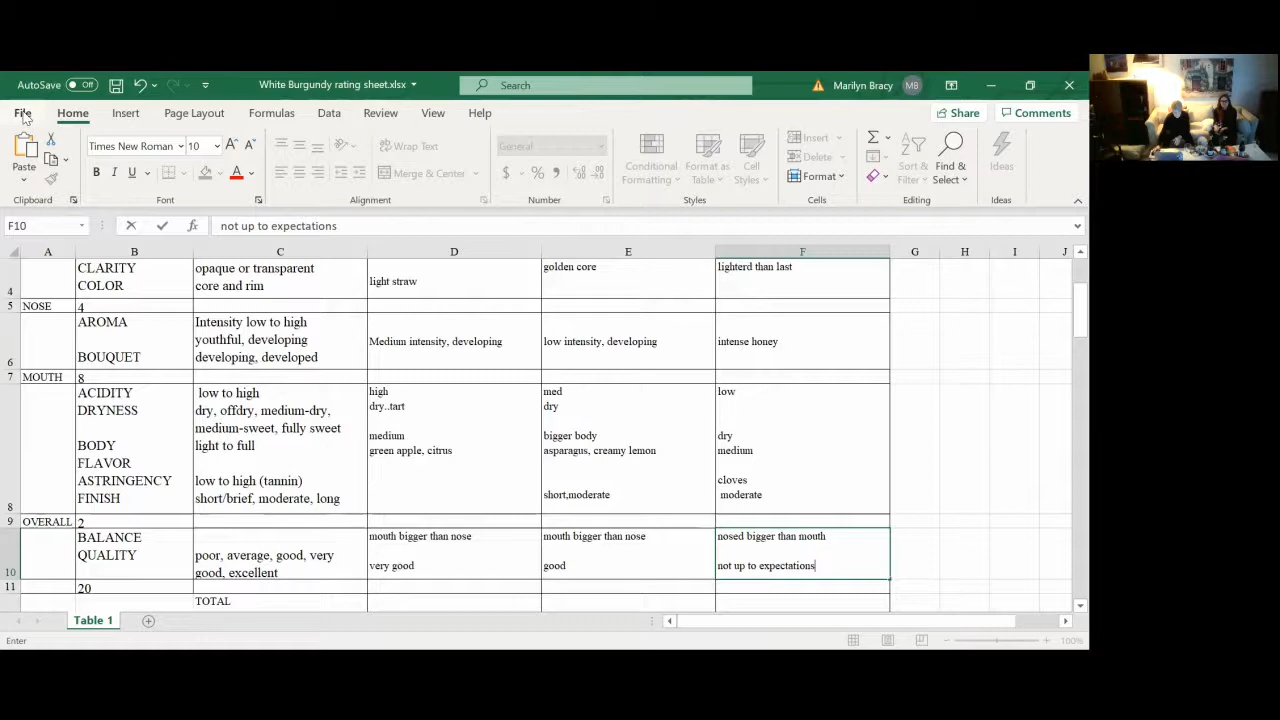 AutoSave Off White Burgundy rating sheet.xlsx Search Marilyn Bracy MB
File Home Insert Page Layout Formulas Data Review View Help Share Comments
Times New Roman 10 Wrap Text General Insert
Paste B I U A Merge & Center $ % Conditional Formatting Format as Table Cell Styles Delete Format Sort & Filter Find & Select Ideas
Clipboard Font Alignment Number Styles Cells Editing Ideas
F10 fx not up to expectations
A B C D E F G H I J
CLARITY opaque or transparent golden core lighterd than last
4 COLOR core and rim light straw
5 NOSE 4
AROMA Intensity low to high
youthful, developing Medium intensity, developing low intensity, developing intense honey
6 BOUQUET developing, developed
7 MOUTH 8
ACIDITY low to high high med low
DRYNESS dry, offdry, medium-dry, dry..tart dry
medium-sweet, fully sweet medium bigger body dry
BODY light to full green apple, citrus asparagus, creamy lemon medium
FLAVOR
ASTRINGENCY low to high (tannin) cloves
8 FINISH short/brief, moderate, long short,moderate moderate
9 OVERALL 2
BALANCE mouth bigger than nose mouth bigger than nose nosed bigger than mouth
QUALITY poor, average, good, very very good good not up to expectations
10 good, excellent
11 20
TOTAL
Table 1
Enter 100%